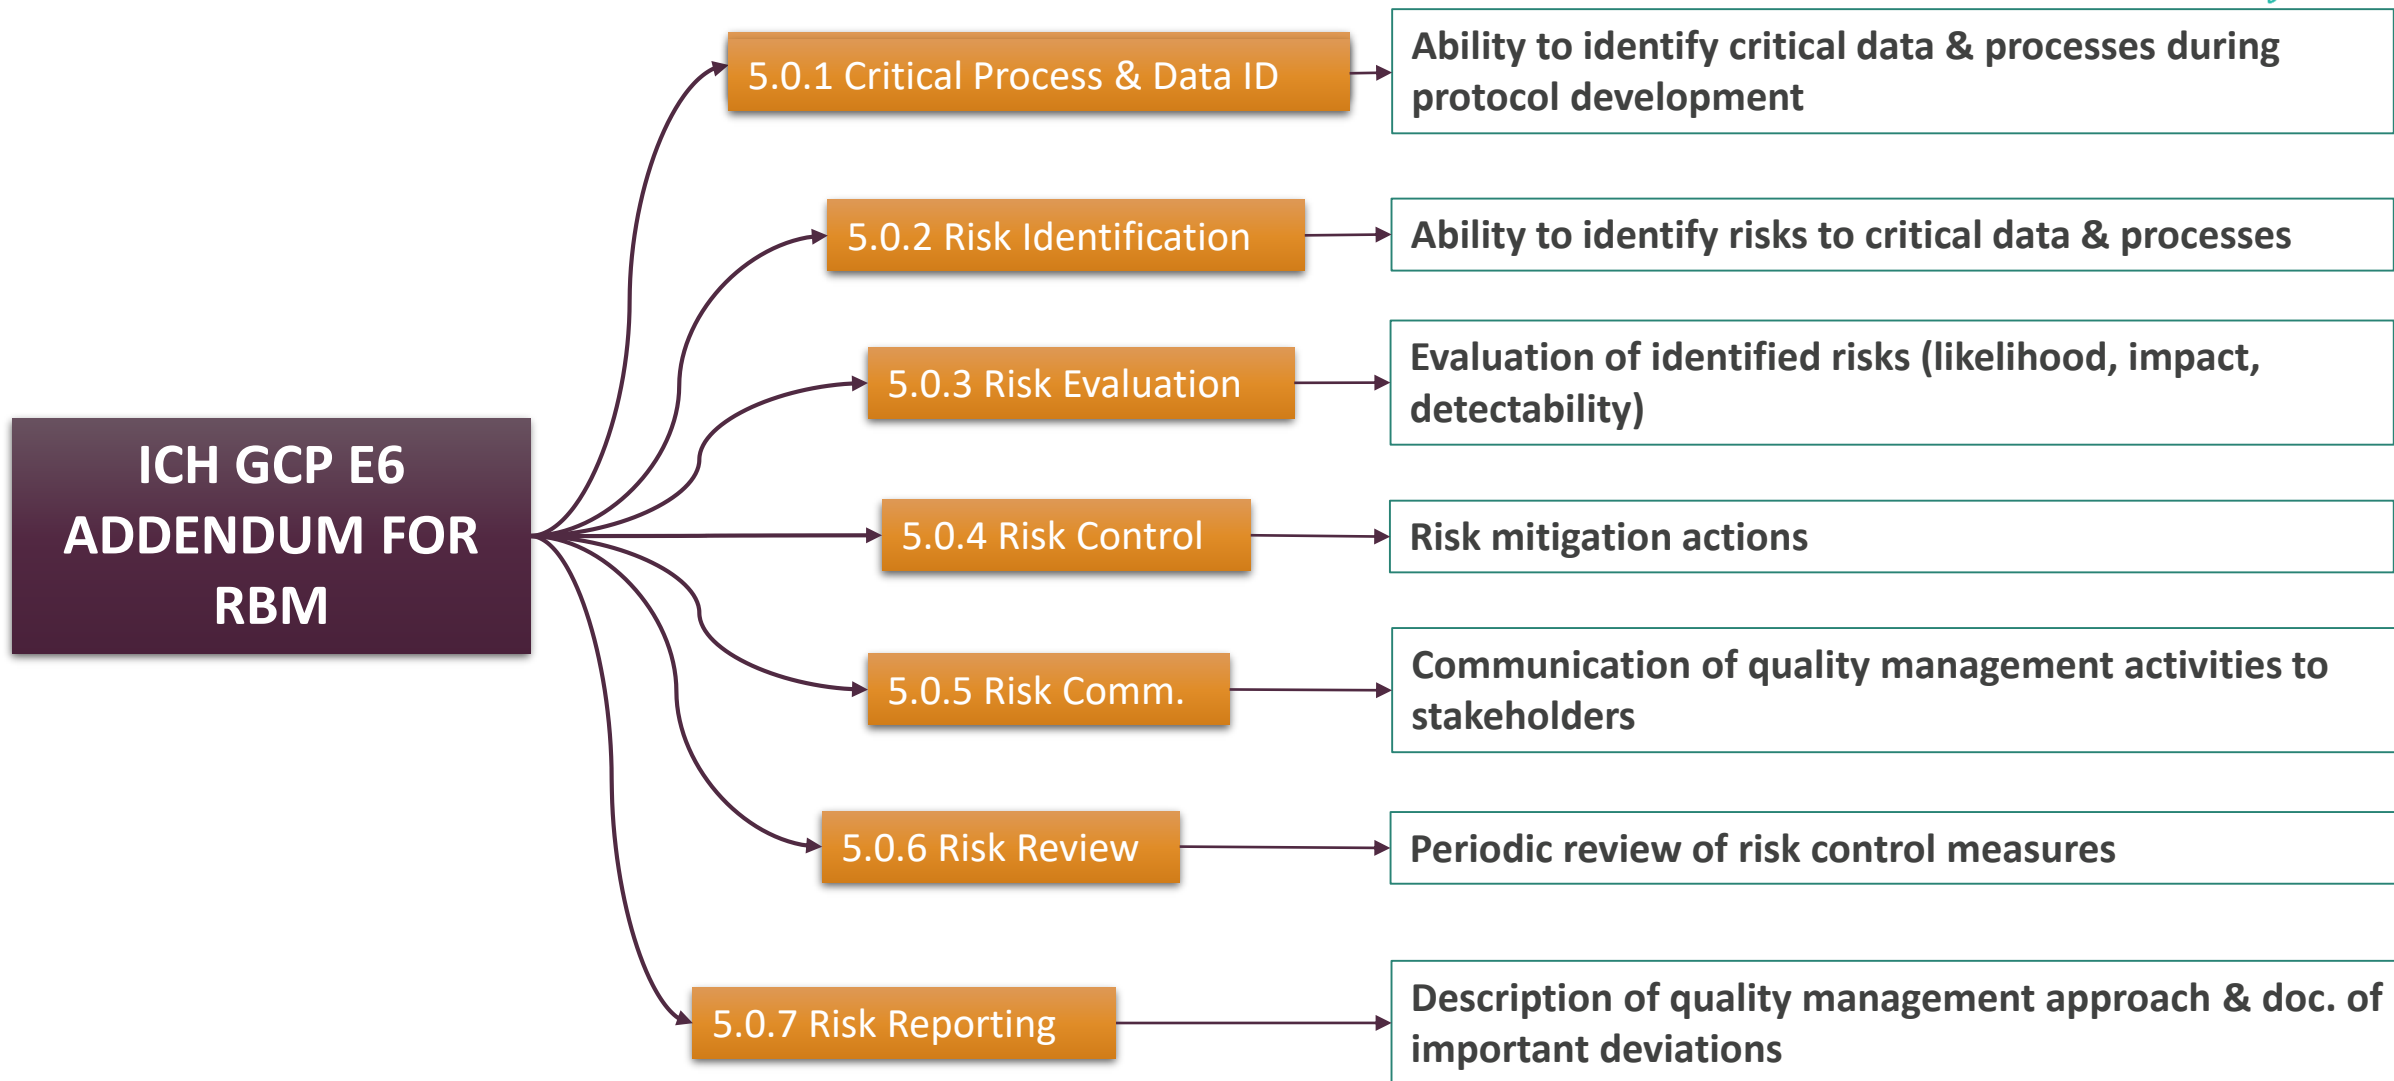 5.0.1 Critical Process & Data ID
Ability to identify critical data & processes during
protocol development
5.0.2 Risk Identification
Ability to identify risks to critical data & processes
5.0.3 Risk Evaluation
Evaluation of identified risks (likelihood, impact,
detectability)
ICH GCP E6
ADDENDUM FOR
RBM
5.0.4 Risk Control
Risk mitigation actions
5.0.5 Risk Comm.
Communication of quality management activities to
stakeholders
5.0.6 Risk Review
Periodic review of risk control measures
5.0.7 Risk Reporting
Description of quality management approach & doc. of
important deviations